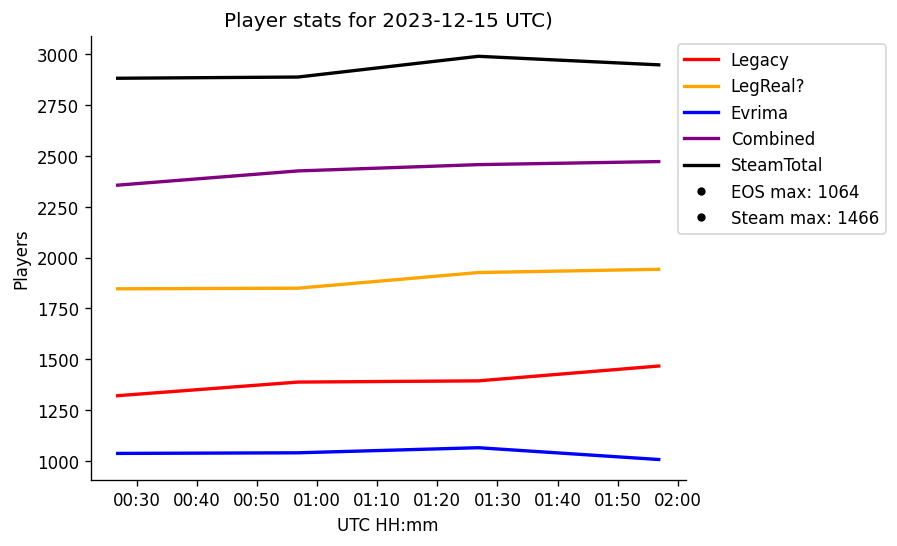 Player stats for 2023-12-15 UTC)
3000
2750
2500
2250
2000
1750
1500
1250
1000
Players
00:30 00:40 00:50 01:00 01:10 01:20 01:30 01:40 01:50 02:00
UTC HH:mm
Legacy
LegReal?
Evrima
Combined
SteamTotal
EOS max: 1064
Steam max: 1466